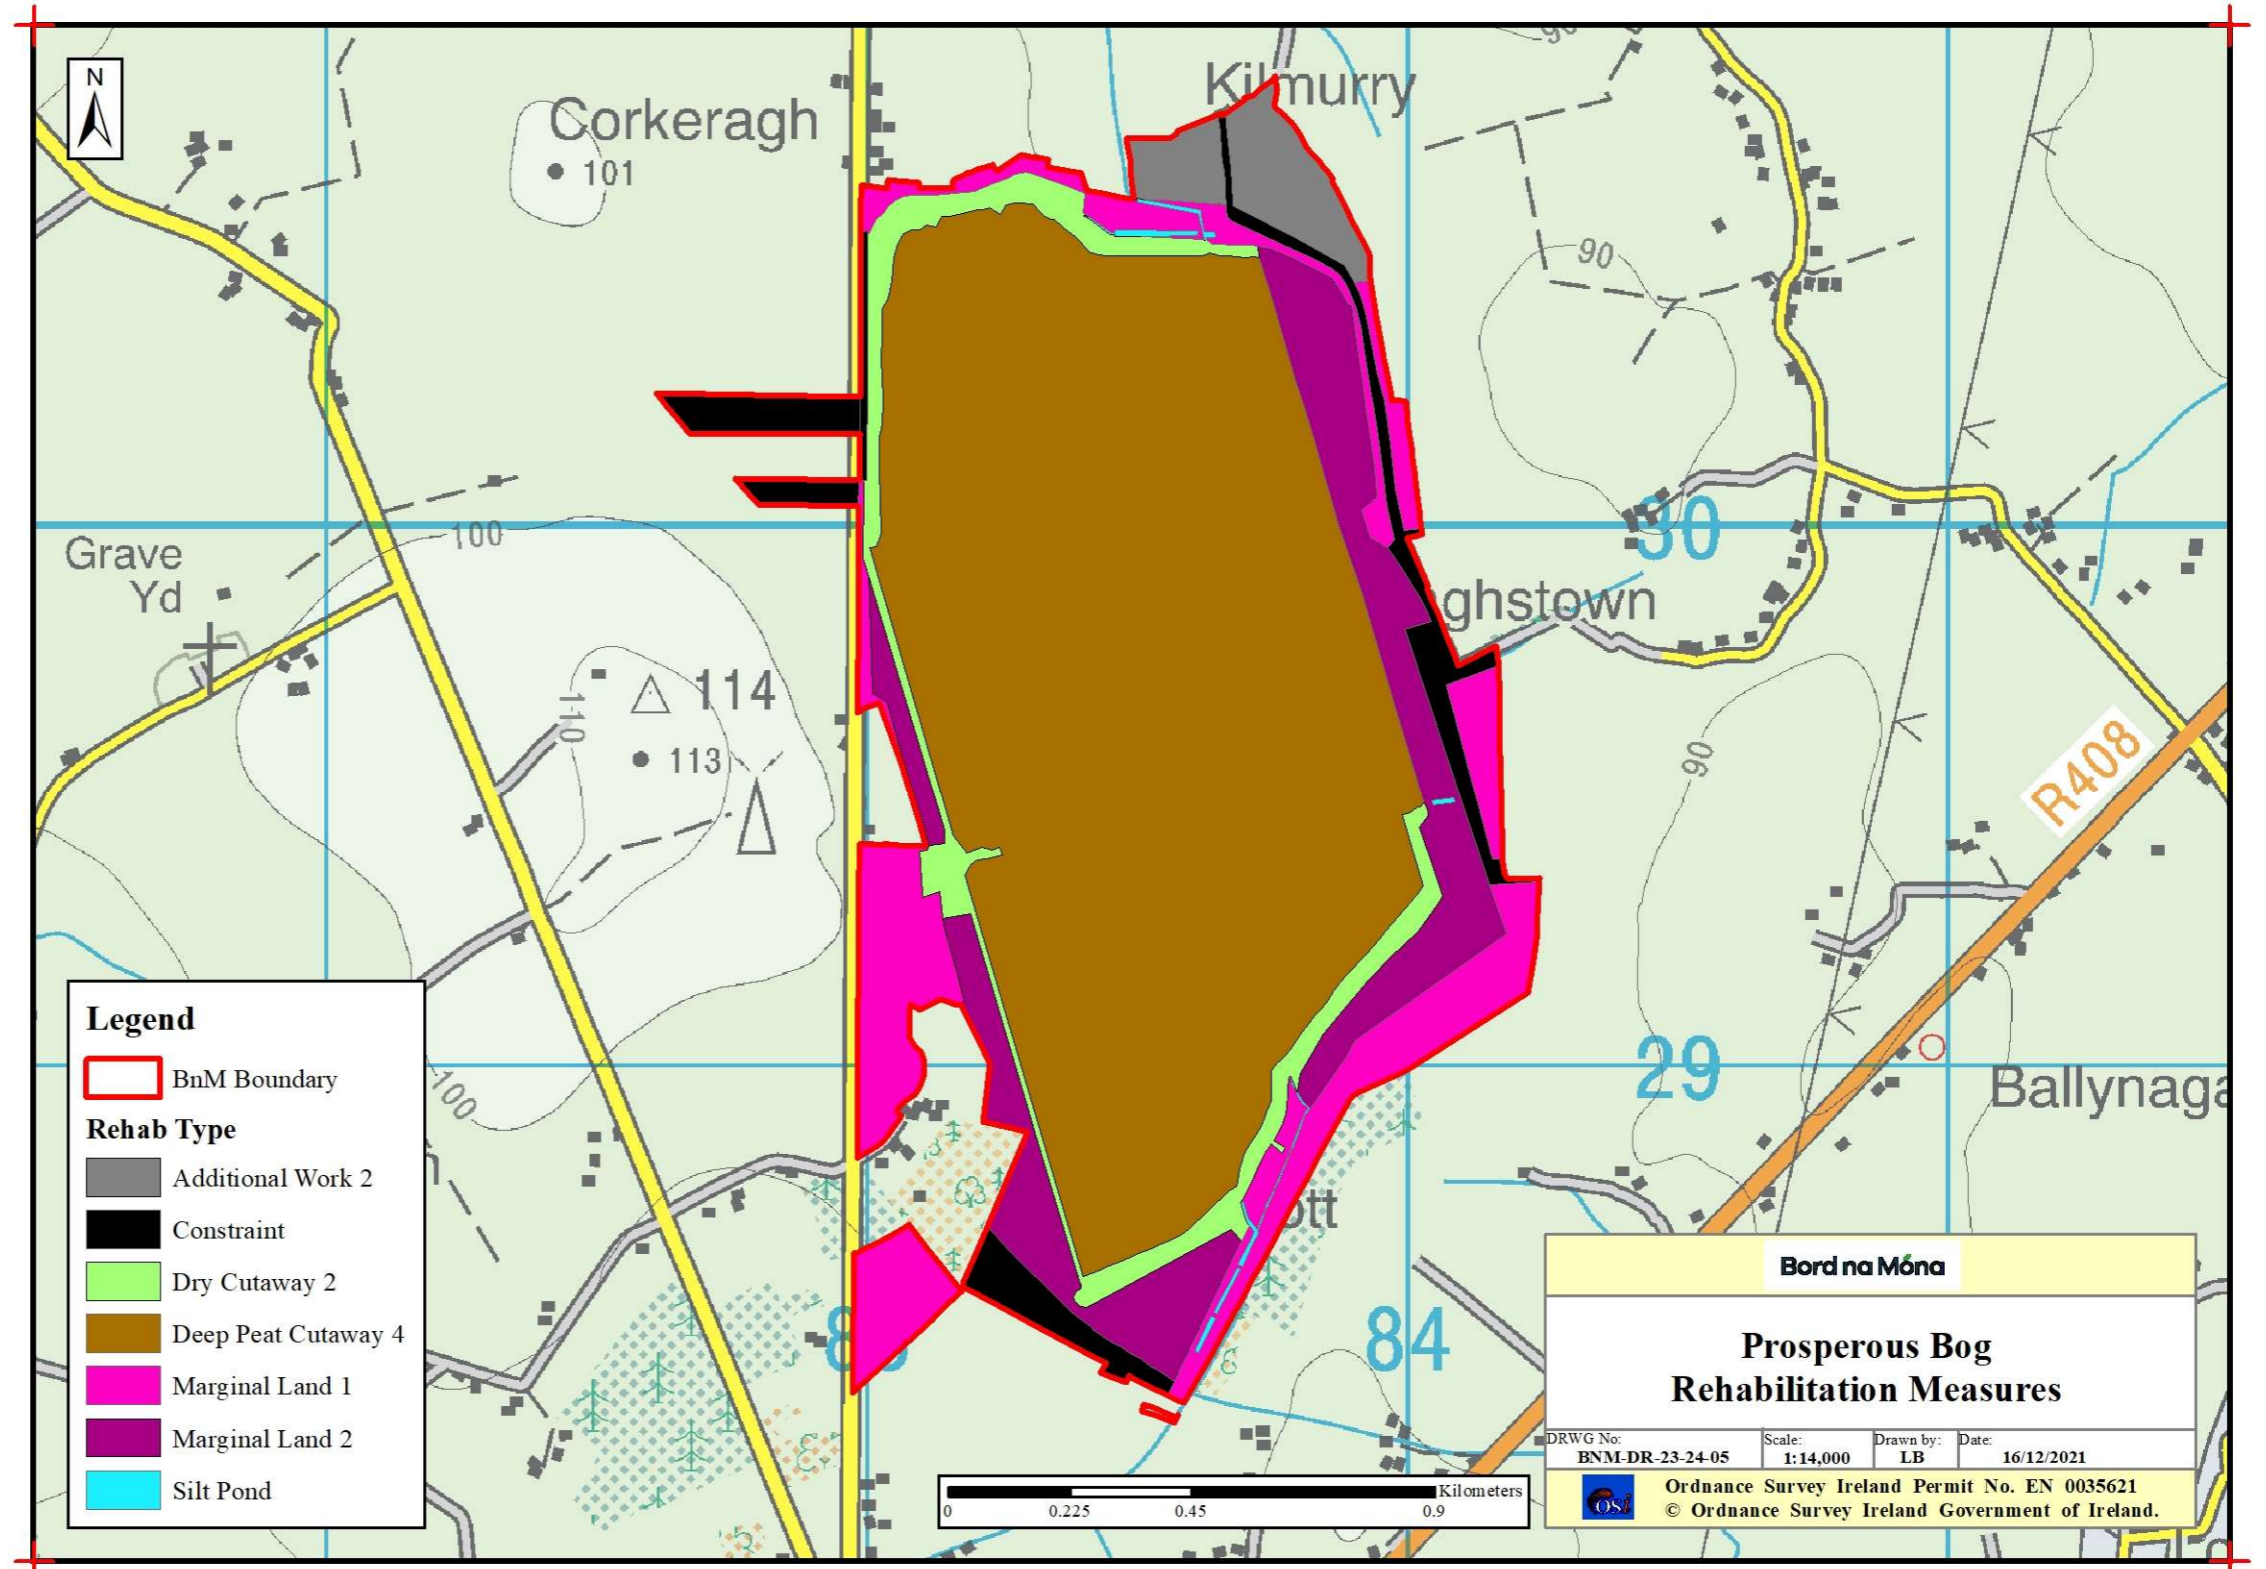 N
Kilmurry
Corkeragh
101
90
90
100
30
Grave
Yd
ghstown
114
110
113
90
R408
29
Ballynaga
100
ott
84
Legend
BnM Boundary
Rehab Type
Additional Work 2
Constraint
Dry Cutaway 2
Deep Peat Cutaway 4
Marginal Land 1
Marginal Land 2
Silt Pond
Kilometers
0 0.225 0.45 0.9
Bord na Móna
Prosperous Bog
Rehabilitation Measures
DRWG No: Scale: Drawn by: Date:
BNM-DR-23-24-05 1:14,000 LB 16/12/2021
osi
Ordnance Survey Ireland Permit No. EN 0035621
© Ordnance Survey Ireland Government of Ireland.